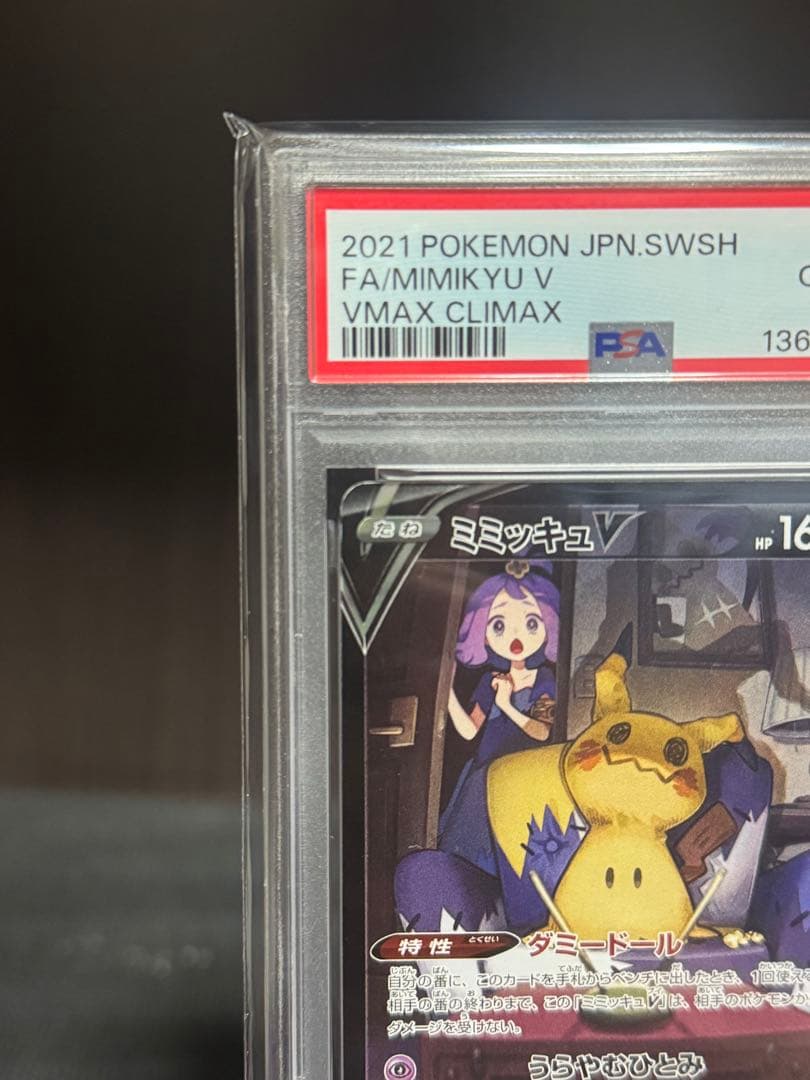 2021 POKEMON JPN.SWSH
FA/MIMIKYU V
VMAX CLIMAX
PSA
136
たね ミミッキュV HP 16
特性 とくせい ダミードール
自分の番に、このカードを手札からベンチに出したとき、1回使え
相手の番の終わりまで、この「ミミッキュV」は、相手のポケモンか
ダメージを受けない。
うらやむひとみ